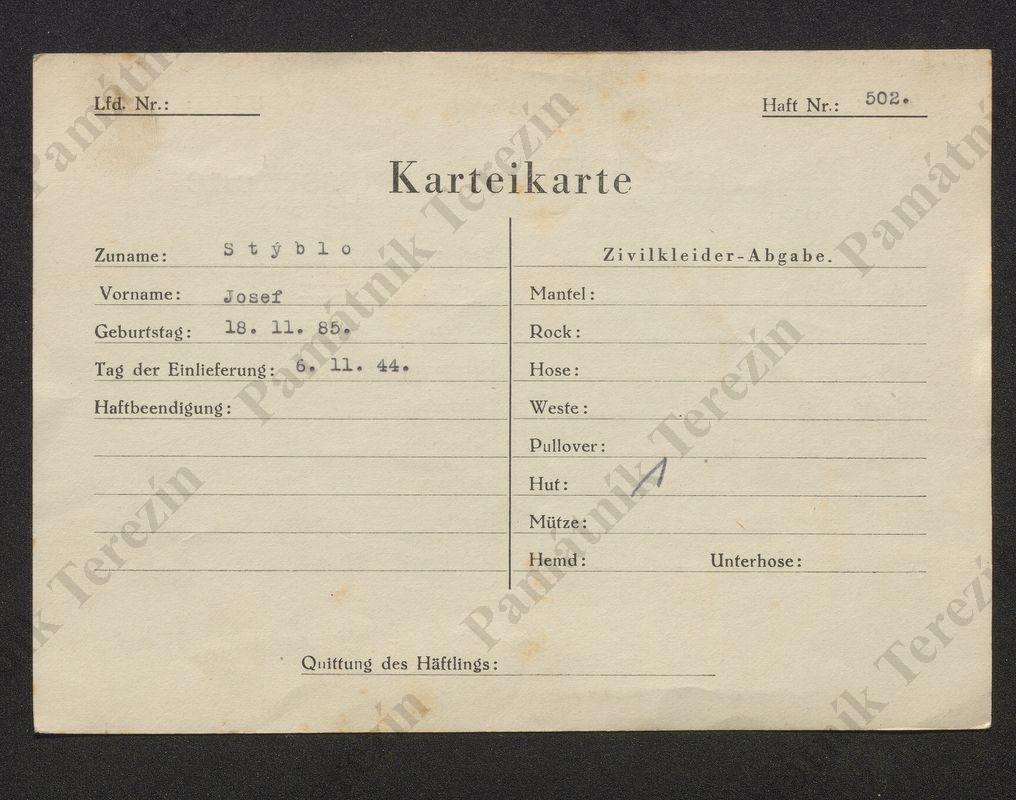 Lfd. Nr.:
Haft Nr.: 502.
Karteikarte
Zuname: Stýblo
Vorname: Josef
Geburtstag: 18. 11. 85.
Tag der Einlieferung: 6. 11. 44.
Haftbeendigung:
Zivilkleider-Abgabe.
Mantel:
Rock:
Hose:
Weste:
Pullover:
Hut: 1
Mütze:
Hemd: Unterhose:
Quittung des Häftlings:
Památník Terezín